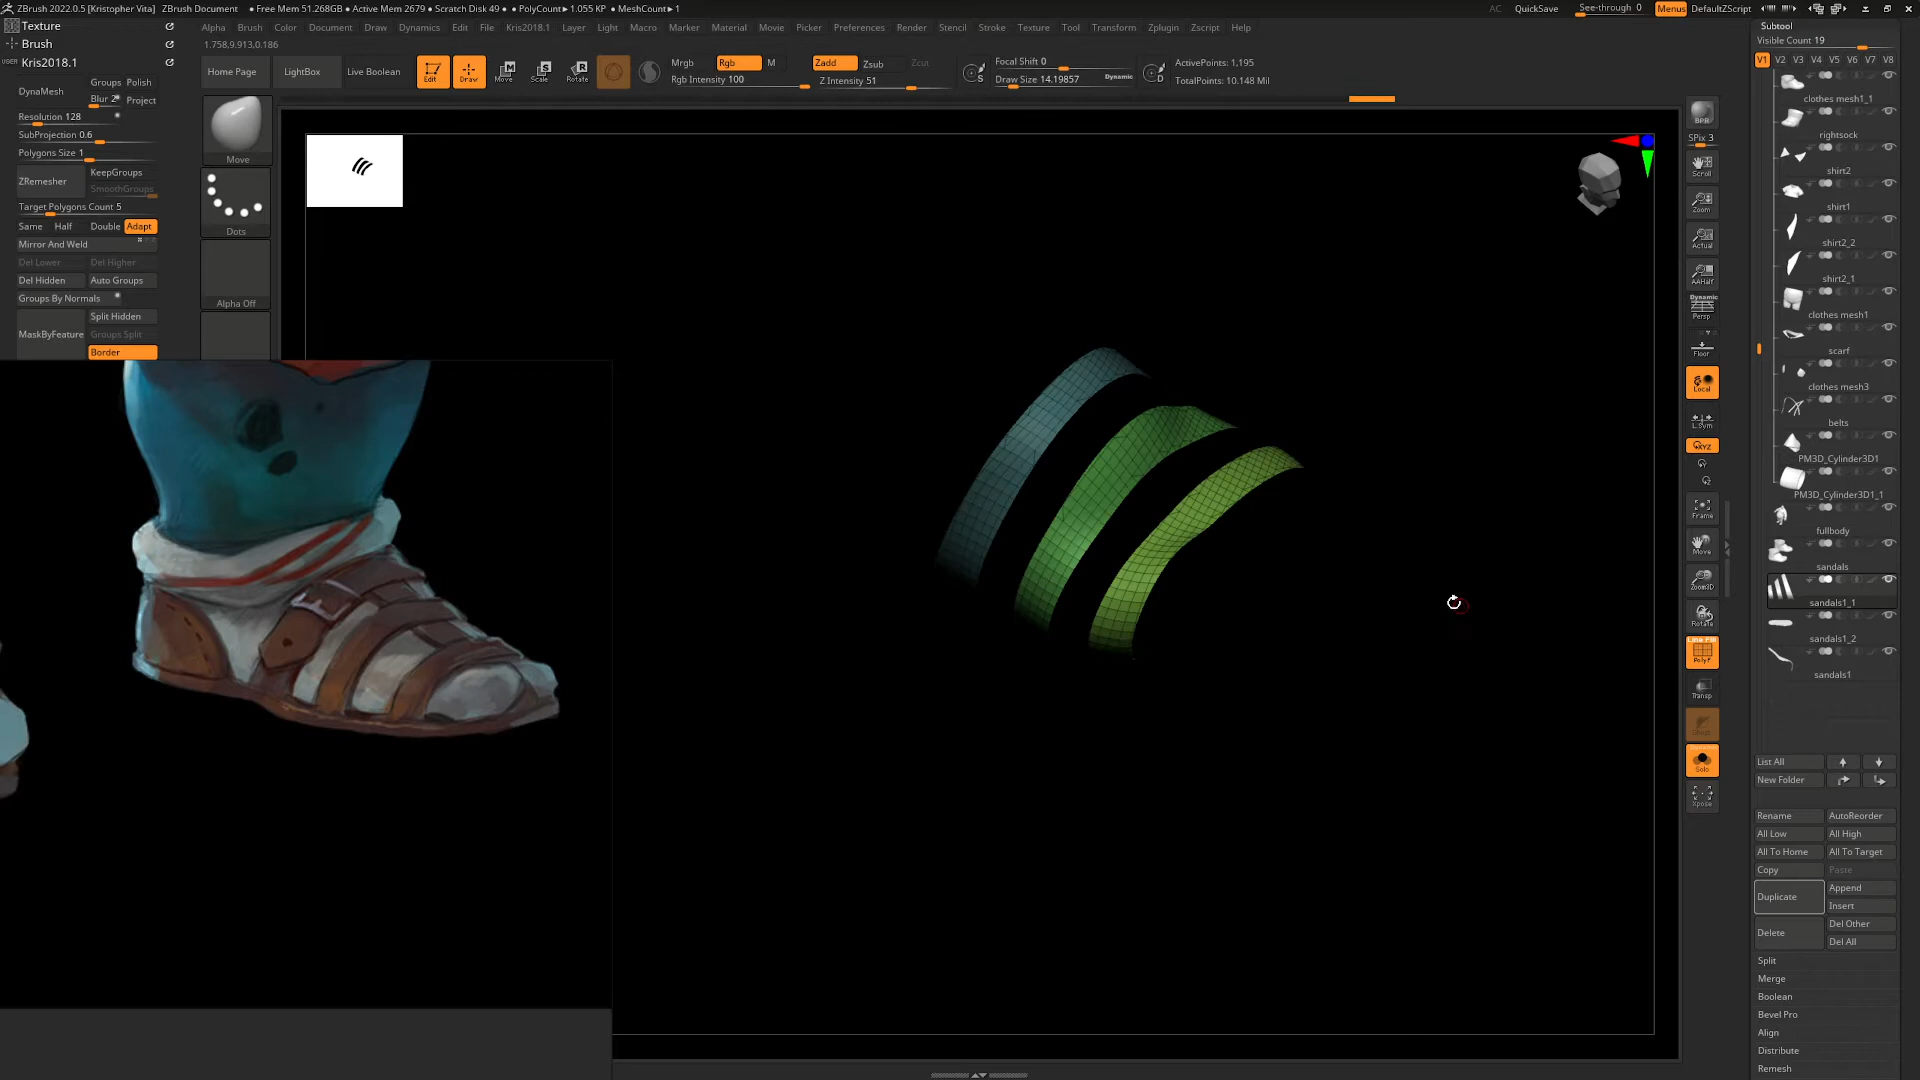 ZBrush 2022.0.5 [Kristopher Vita] ZBrush Document • Free Mem 51.268GB • Active Mem 2679 • Scratch Disk 49 • • PolyCount▸ 1.055 KP • MeshCount▸ 1
AC QuickSave See-through 0 Menus DefaultZScript
Texture
Alpha Brush Color Document Draw Dynamics Edit File Kris2018.1 Layer Light Macro Marker Material Movie Picker Preferences Render Stencil Stroke Texture Tool Transform Zplugin Zscript Help
Brush
1.758,9.913,0.186
Kris2018.1
Home Page LightBox Live Boolean
Edit Draw Move Scale Rotate
Mrgb Rgb M
Rgb Intensity 100
Zadd Zsub Zcut
Z Intensity 51
Focal Shift 0
Draw Size 14.19857 Dynamic
S
D
ActivePoints: 1,195
TotalPoints: 10.148 Mil
DynaMesh
Groups Polish
Project
Resolution 128
SubProjection 0.6
Polygons Size 1
ZRemesher
KeepGroups
SmoothGroups
Target Polygons Count 5
Same Half Double Adapt
Mirror And Weld
Del Lower Del Higher
Del Hidden Auto Groups
Groups By Normals
MaskByFeature
Split Hidden
Groups Split
Border
Move
Dots
Alpha Off
BPR
SPix 3
Scroll
Zoom
Actual
AAHalf
Dynamic
Persp
Floor
Local
L.Sym
XYZ
Frame
Move
Zoom3D
Rotate
Line Fill
PolyF
Transp
Ghost
Dynamic
Solo
Xpose
Subtool
Visible Count 19
V1 V2 V3 V4 V5 V6 V7 V8
clothes mesh1_1
rightsock
shirt2
shirt1
shirt2_2
shirt2_1
clothes mesh1
scarf
clothes mesh3
belts
PM3D_Cylinder3D1
PM3D_Cylinder3D1_1
fullbody
sandals
sandals1_1
sandals1_2
sandals1
List All
New Folder
Rename AutoReorder
All Low All High
All To Home All To Target
Copy Paste
Duplicate
Append
Insert
Delete
Del Other
Del All
Split
Merge
Boolean
Bevel Pro
Align
Distribute
Remesh